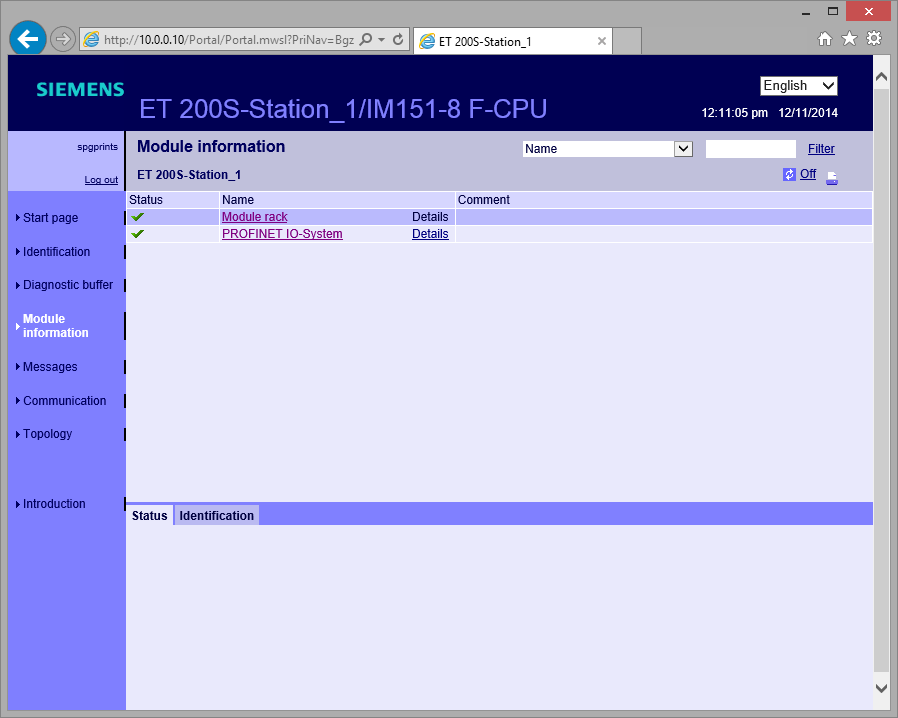 http://10.0.0.10/Portal/Portal.mwsl?PriNav=Bgz
ET 200S-Station_1
SIEMENS
English
ET 200S-Station_1/IM151-8 F-CPU
12:11:05 pm 12/11/2014
spgprints
Log out
Module information
Name
Filter
ET 200S-Station_1
Off
Status Name Comment
Module rack Details
PROFINET IO-System Details
Start page
Identification
Diagnostic buffer
Module
information
Messages
Communication
Topology
Introduction
Status Identification